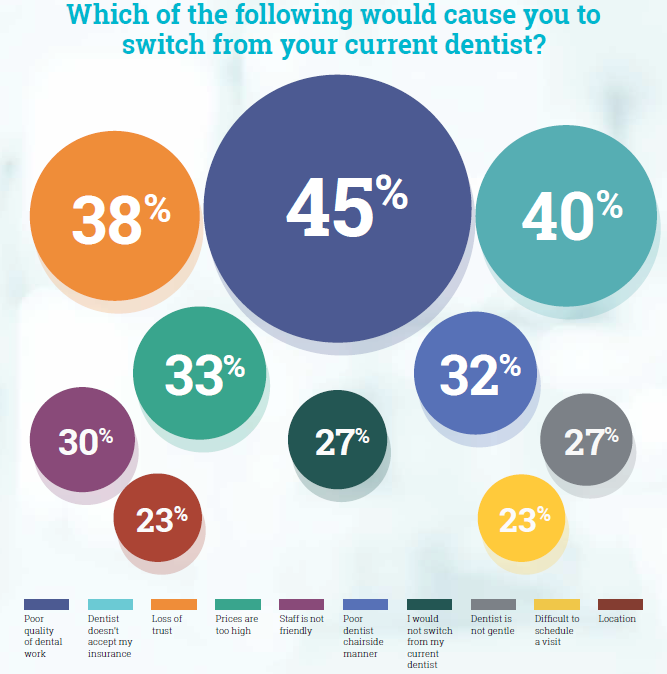 Which of the following would cause you to
switch from your current dentist?
38%
45%
40%
33%
32%
30%
27%
27%
23%
23%
Poor
quality
of dental
work
Dentist
doesn't
accept my
insurance
Loss of
trust
Prices are
too high
Staff is not
friendly
Poor
dentist
chairside
manner
I would
not switch
from my
current
dentist
Dentist is
not gentle
Difficult to
schedule
a visit
Location